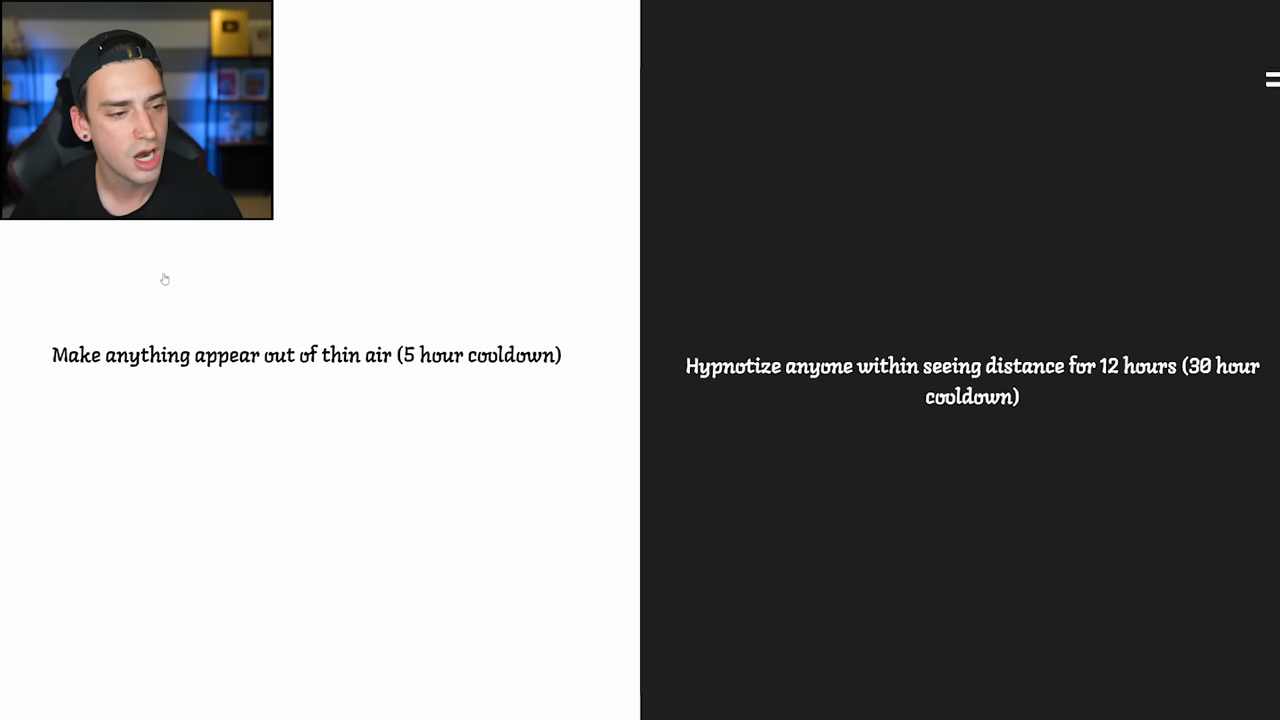 Make anything appear out of thin air (5 hour cooldown)
Hypnotize anyone within seeing distance for 12 hours (30 hour
cooldown)